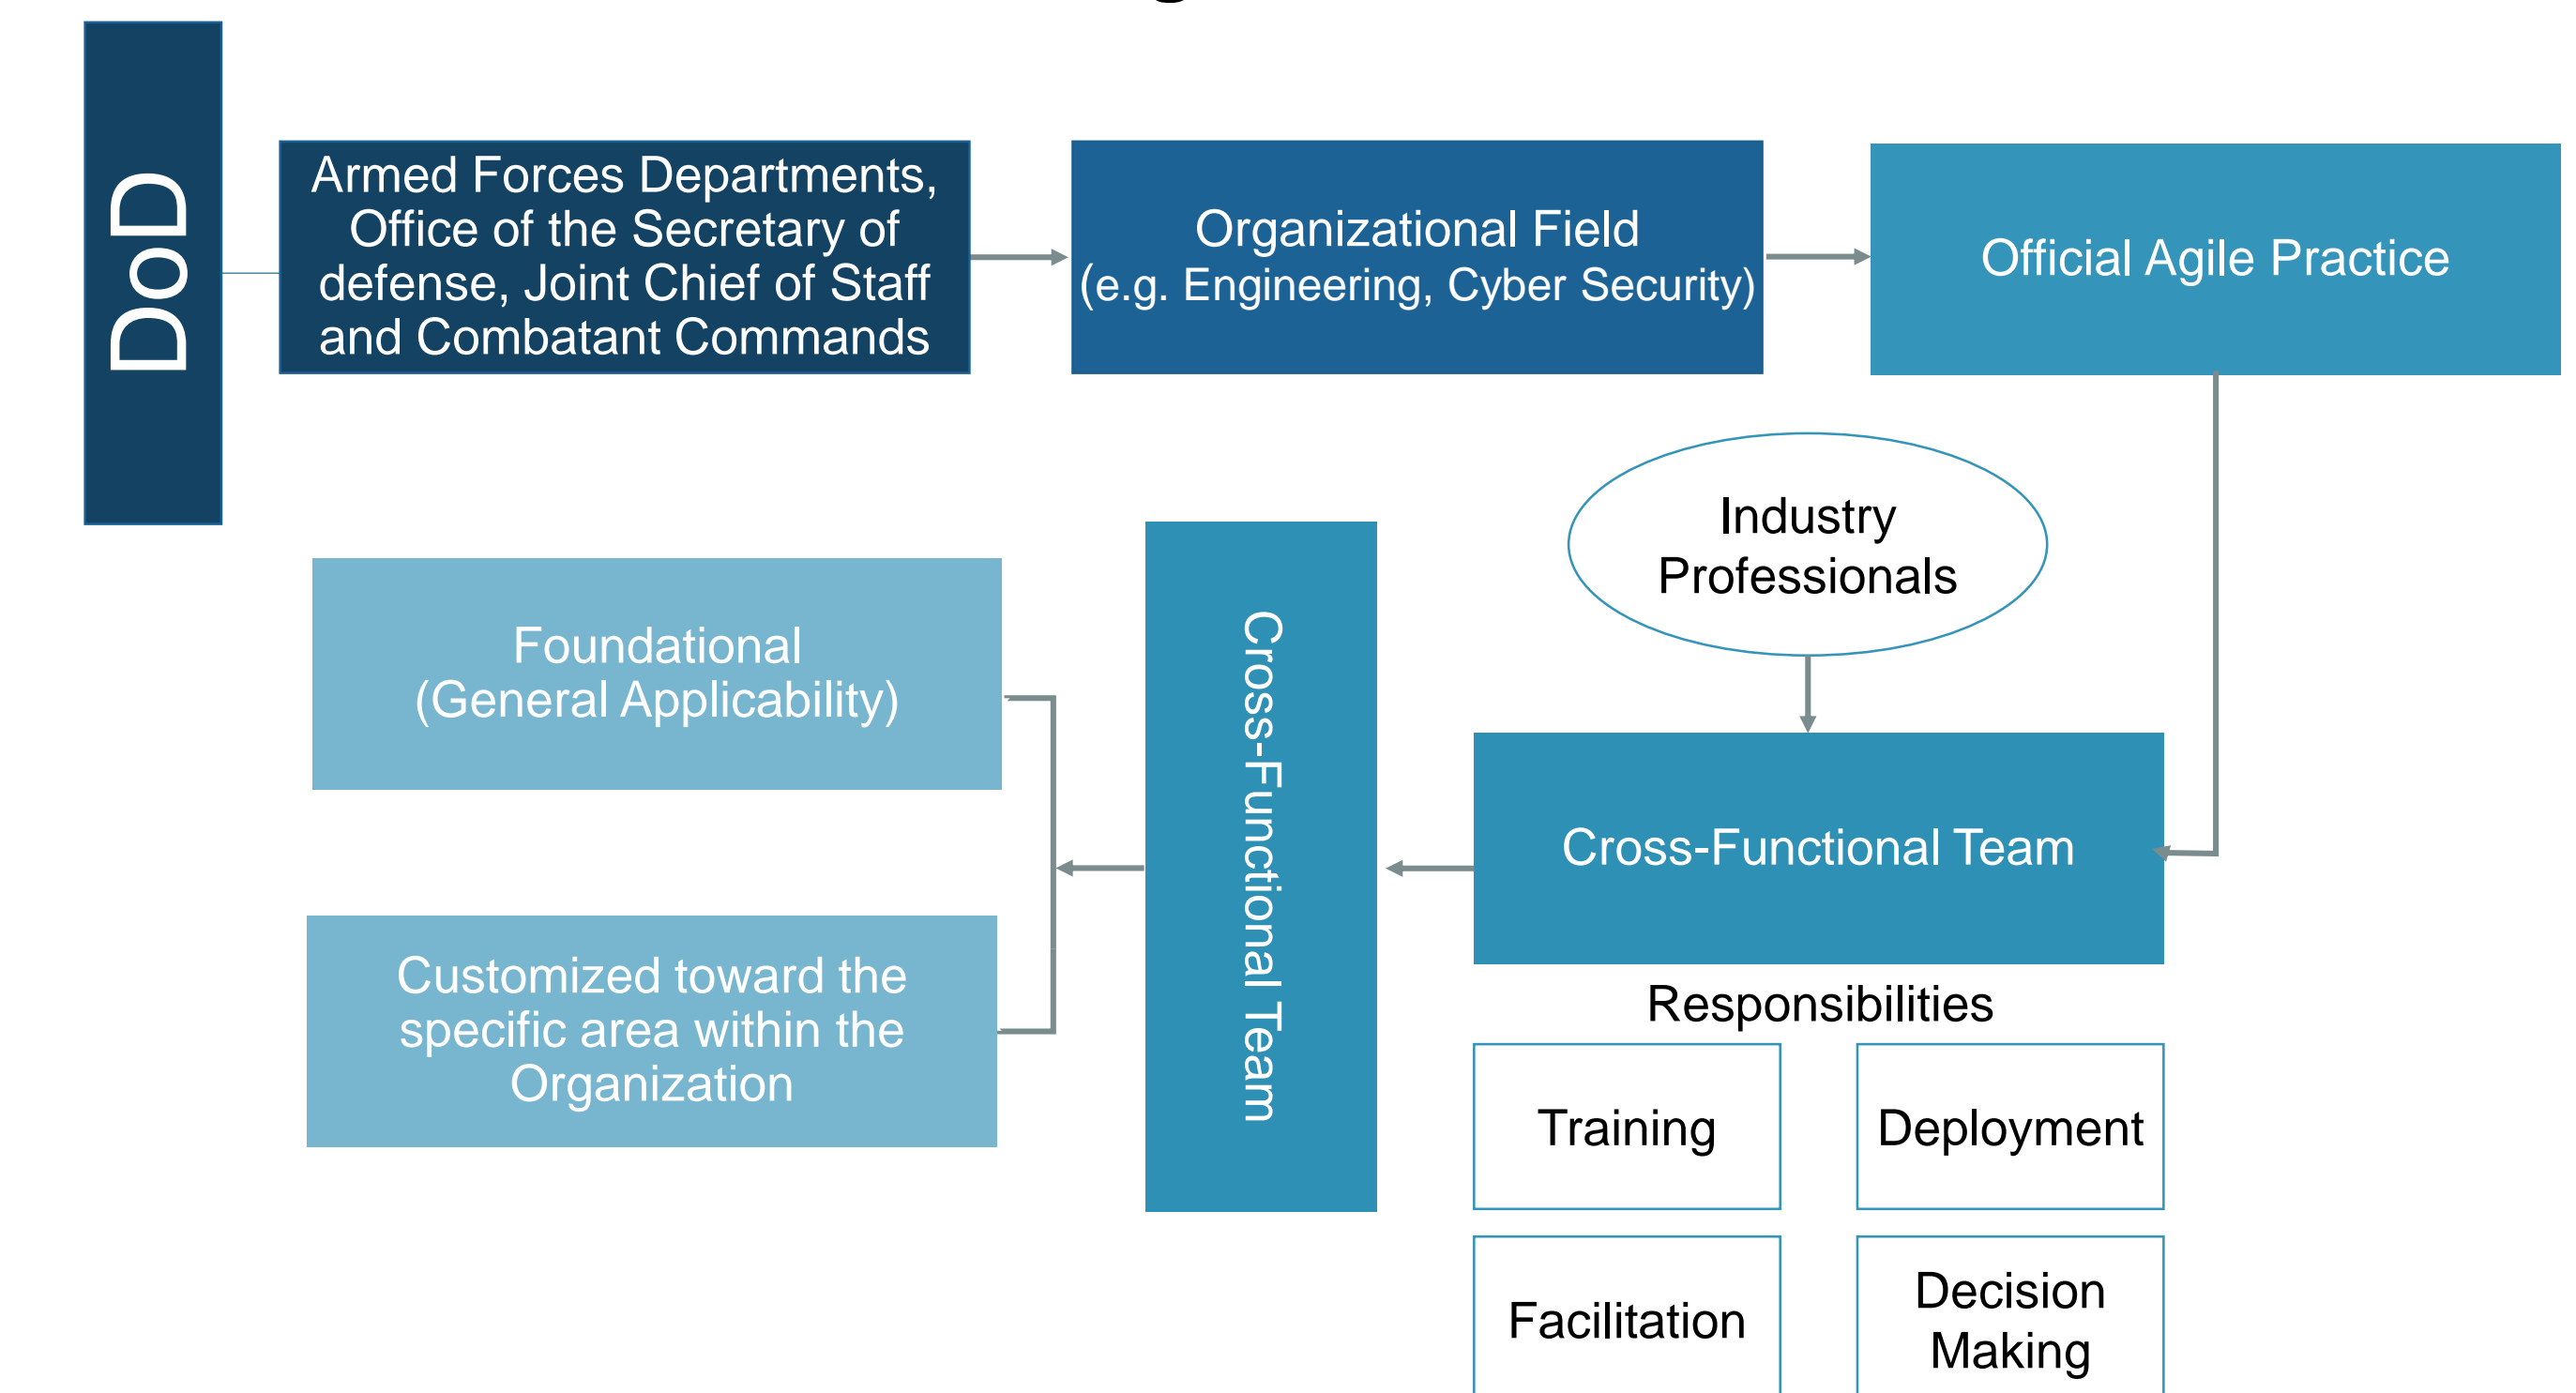 DoD
Armed Forces Departments,
Office of the Secretary of
defense, Joint Chief of Staff
and Combatant Commands
Organizational Field
(e.g. Engineering, Cyber Security)
Official Agile Practice
Industry
Professionals
Foundational
(General Applicability)
Cross-Functional Team
Cross-Functional Team
Customized toward the
specific area within the
Organization
Responsibilities
Training
Deployment
Facilitation
Decision
Making